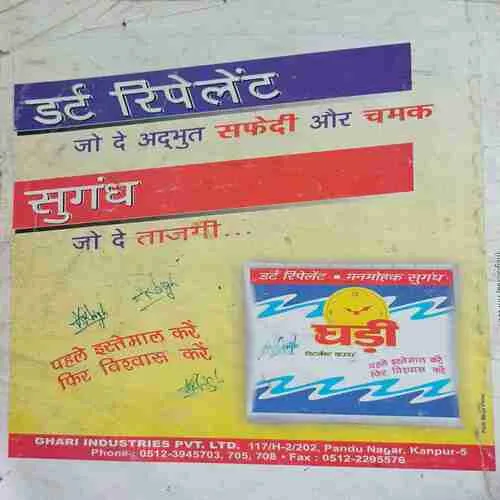 डर्ट रिपेलेंट
जो दे अद्भुत सफेदी और चमक
सुगंध
जो दे ताजगी...
डर्ट रिपेलेंट • मनमोहक सुगंध
घड़ी
डिटर्जेंट पाउडर
पहले इस्तेमाल करें
फिर विश्वास करें
पहले इस्तेमाल करें
फिर विश्वास करें
GHARI INDUSTRIES PVT. LTD. 117/H-2/202, Pandu Nagar, Kanpur-5
Phone : 0512-3945703, 705, 708 • Fax : 0512-2295576